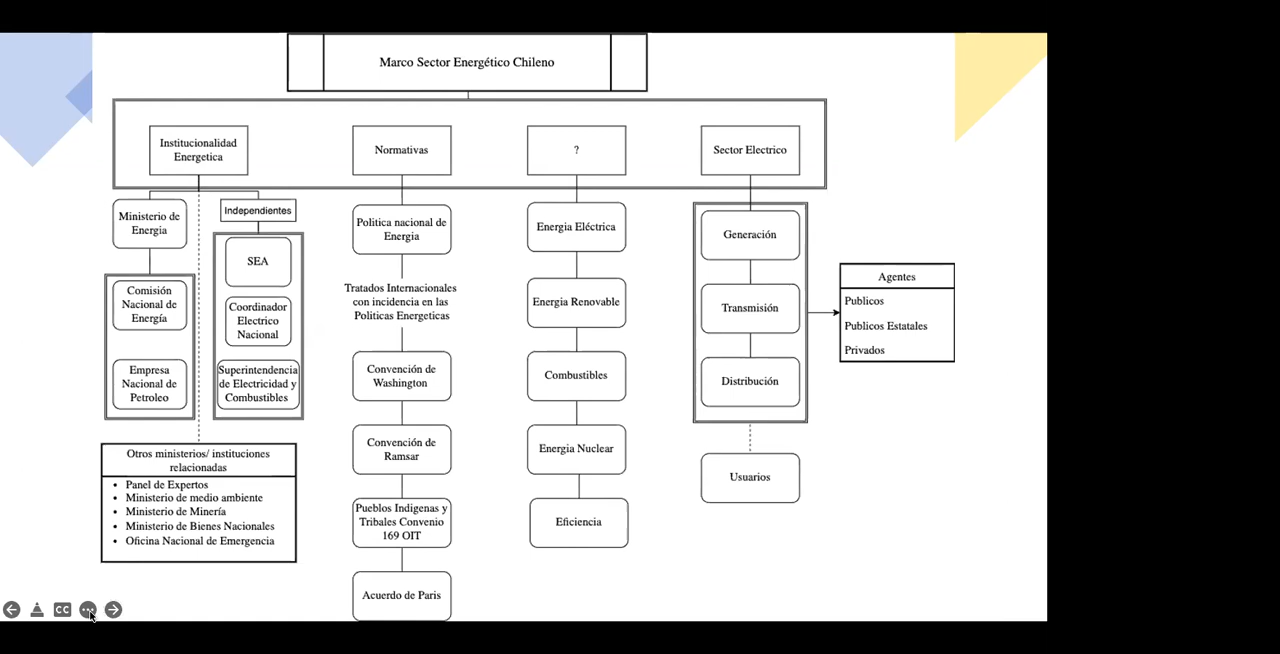 Marco Sector Energético Chileno
Institucionalidad
Energetica
Normativas
?
Sector Electrico
Ministerio de
Energia
Independientes
Comisión
Nacional de
Energía
Empresa
Nacional de
Petroleo
SEA
Coordinador
Electrico
Nacional
Superintendencia
de Electricidad y
Combustibles
Otros ministerios/ instituciones
relacionadas
• Panel de Expertos
• Ministerio de medio ambiente
• Ministerio de Minería
• Ministerio de Bienes Nacionales
• Oficina Nacional de Emergencia
Politica nacional de
Energia
Tratados Internacionales
con incidencia en las
Politicas Energeticas
Convención de
Washington
Convención de
Ramsar
Pueblos Indigenas y
Tribales Convenio
169 OIT
Acuerdo de Paris
Energia Eléctrica
Energia Renovable
Combustibles
Energia Nuclear
Eficiencia
Generación
Transmisión
Distribución
Usuarios
Agentes
Publicos
Publicos Estatales
Privados
CC